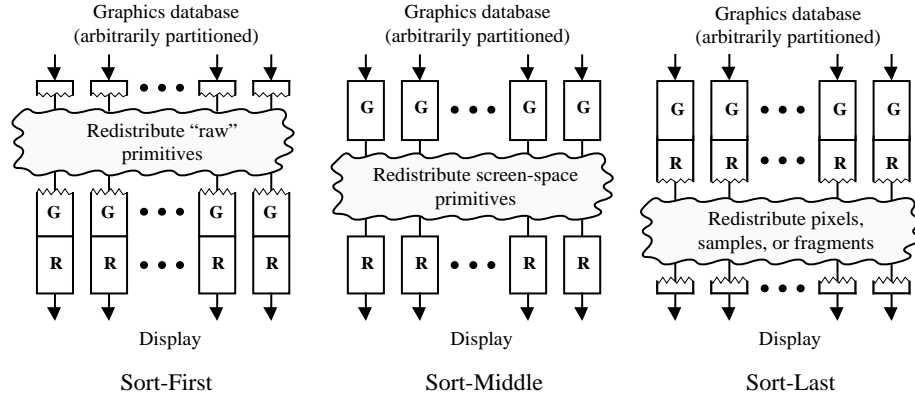 Graphics database
(arbitrarily partitioned)
Redistribute “raw”
primitives
G G G G
R R R R
Display
Sort-First
Graphics database
(arbitrarily partitioned)
G G G G
Redistribute screen-space
primitives
R R R R
Display
Sort-Middle
Graphics database
(arbitrarily partitioned)
G G G G
R R R R
Redistribute pixels,
samples, or fragments
Display
Sort-Last